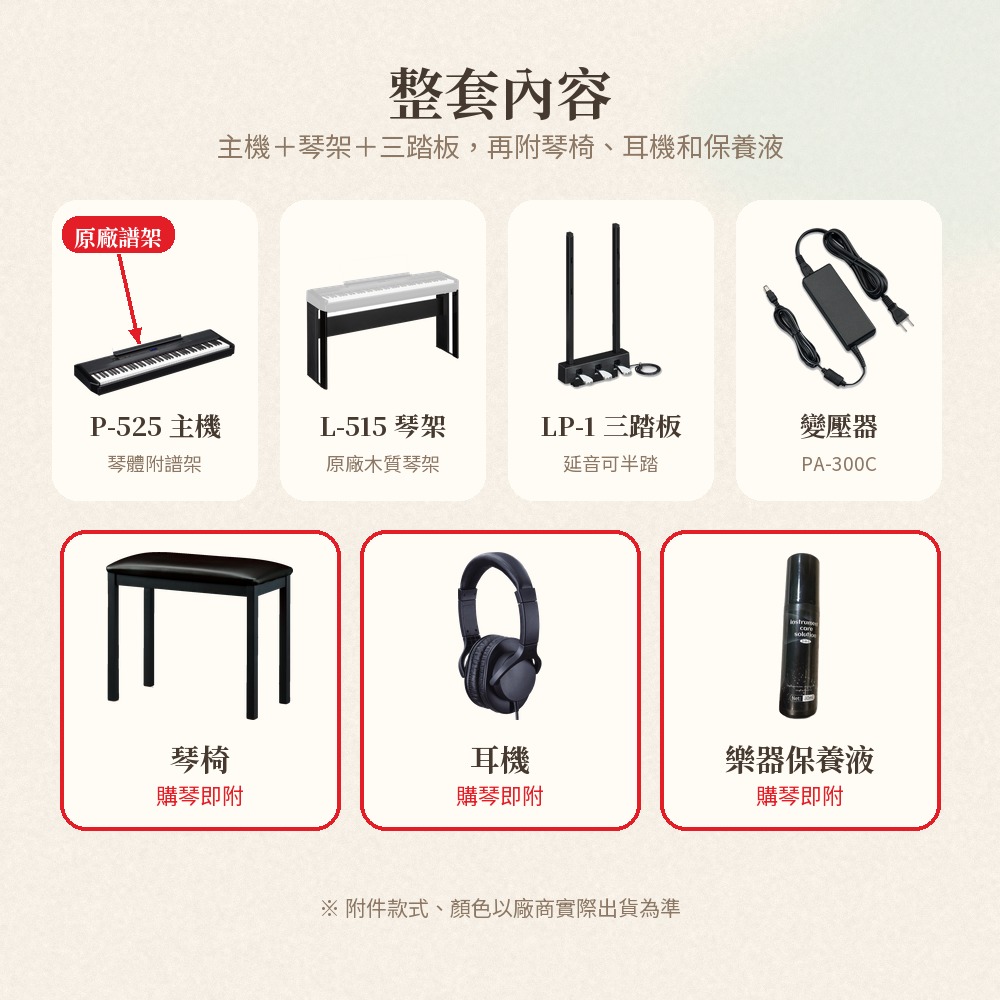 整套內容
主機＋琴架＋三踏板，再附琴椅、耳機和保養液
原廠譜架
P-525 主機
琴體附譜架
L-515 琴架
原廠木質琴架
LP-1 三踏板
延音可半踏
變壓器
PA-300C
instrument
care
solution
琴椅
購琴即附
耳機
購琴即附
樂器保養液
購琴即附
※ 附件款式、顏色以廠商實際出貨為準